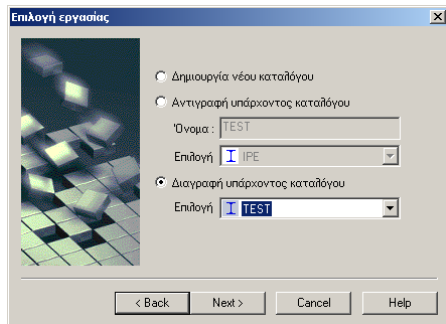 Επιλογή εργασίας
Δημιουργία νέου καταλόγου
Αντιγραφή υπάρχοντος καταλόγου
Όνομα : TEST
Επιλογή IPE
Διαγραφή υπάρχοντος καταλόγου
Επιλογή TEST
< Back Next > Cancel Help